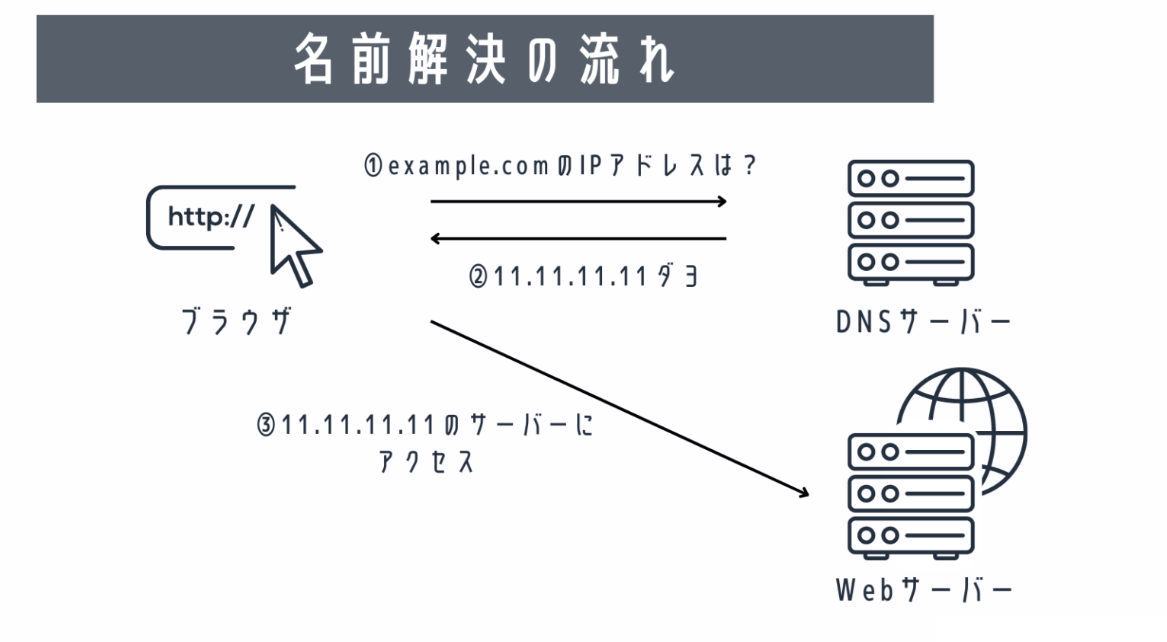 名前解決の流れ
①example.comのIPアドレスは？
http://
②11.11.11.11ダヨ
ブラウザ
DNSサーバー
③11.11.11.11のサーバーに
アクセス
Webサーバー